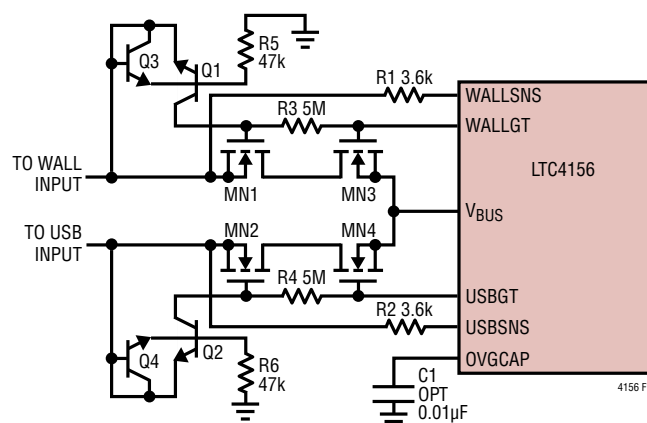 Q3
Q1
R5
47k
R1 3.6k
WALLSNS
R3 5M
WALLGT
LTC4156
TO WALL
INPUT
MN1
MN3
VBUS
TO USB
INPUT
MN2
MN4
R4 5M
USBGT
R2 3.6k
USBSNS
Q4
Q2
R6
47k
OVGCAP
C1
OPT
0.01µF
4156 F